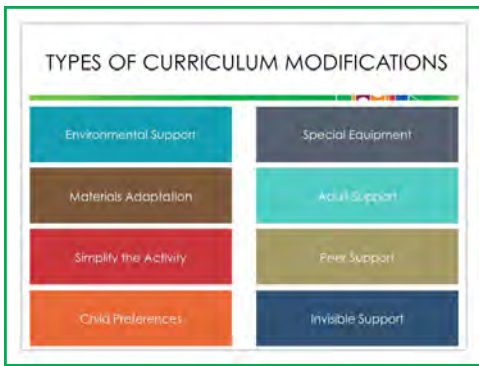 TYPES OF CURRICULUM MODIFICATIONS
Environmental Support
Special Equipment
Materials Adaptation
Adult Support
Simplify the Activity
Peer Support
Child Preferences
Invisible Support